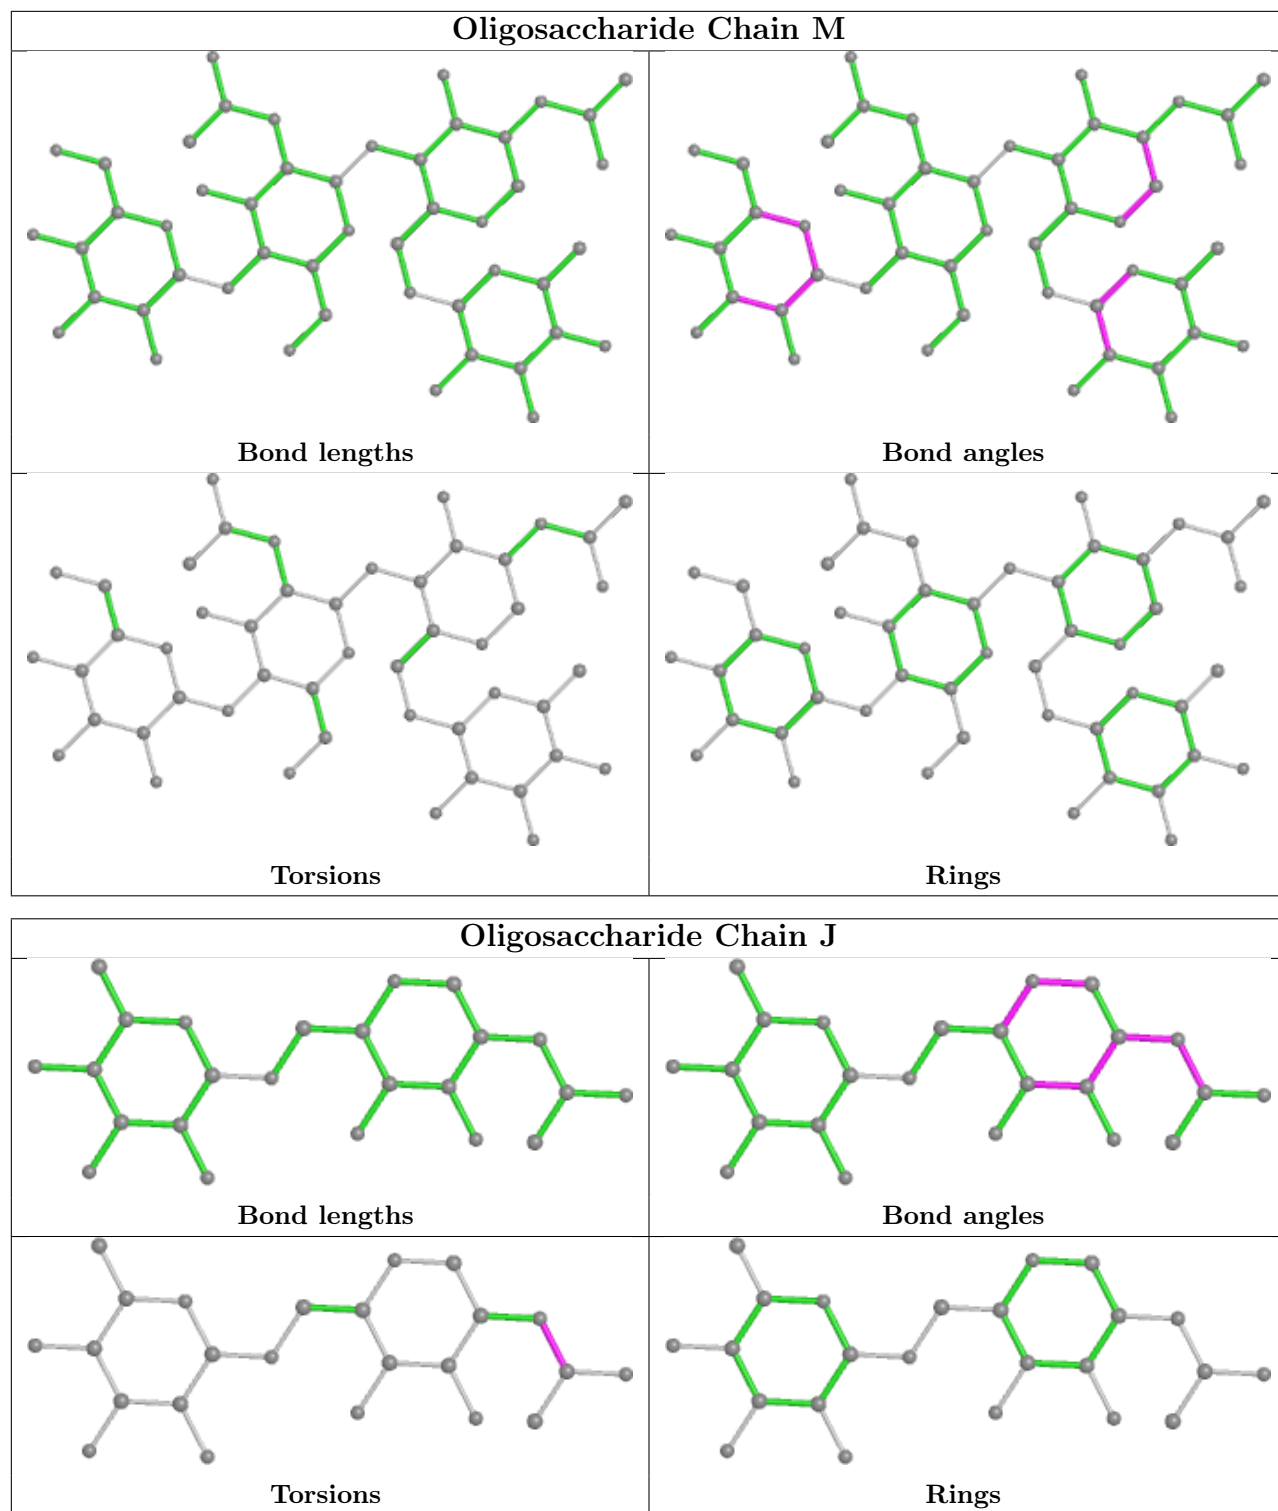 Oligosaccharide Chain M
Bond lengths
Bond angles
Torsions
Rings
Oligosaccharide Chain J
Bond lengths
Bond angles
Torsions
Rings